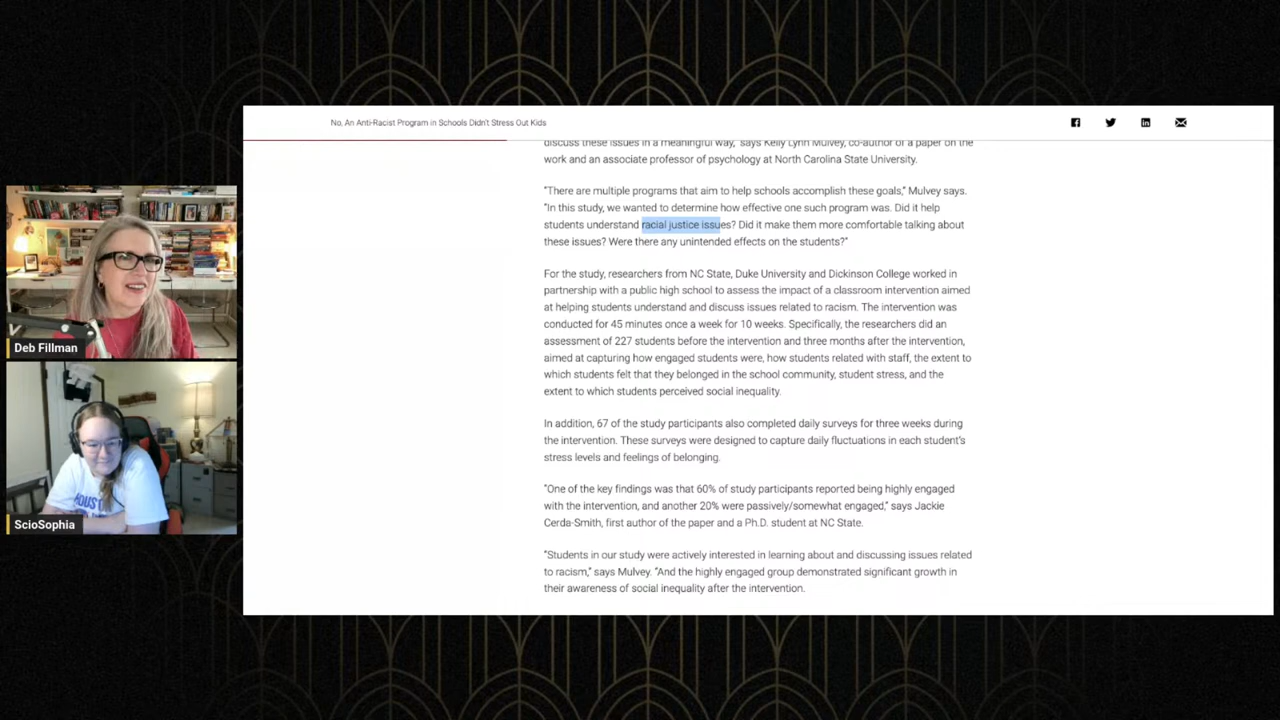 No, An Anti-Racist Program in Schools Didn't Stress Out Kids
discuss these issues in a meaningful way," says Kelly Lynn Mulvey, co-author of a paper on the
work and an associate professor of psychology at North Carolina State University.
"There are multiple programs that aim to help schools accomplish these goals," Mulvey says.
"In this study, we wanted to determine how effective one such program was. Did it help
students understand racial justice issues? Did it make them more comfortable talking about
these issues? Were there any unintended effects on the students?"
For the study, researchers from NC State, Duke University and Dickinson College worked in
partnership with a public high school to assess the impact of a classroom intervention aimed
at helping students understand and discuss issues related to racism. The intervention was
conducted for 45 minutes once a week for 10 weeks. Specifically, the researchers did an
assessment of 227 students before the intervention and three months after the intervention,
aimed at capturing how engaged students were, how students related with staff, the extent to
which students felt that they belonged in the school community, student stress, and the
extent to which students perceived social inequality.
In addition, 67 of the study participants also completed daily surveys for three weeks during
the intervention. These surveys were designed to capture daily fluctuations in each student's
stress levels and feelings of belonging.
"One of the key findings was that 60% of study participants reported being highly engaged
with the intervention, and another 20% were passively/somewhat engaged," says Jackie
Cerda-Smith, first author of the paper and a Ph.D. student at NC State.
"Students in our study were actively interested in learning about and discussing issues related
to racism," says Mulvey. "And the highly engaged group demonstrated significant growth in
their awareness of social inequality after the intervention.
Deb Fillman
ScioSophia